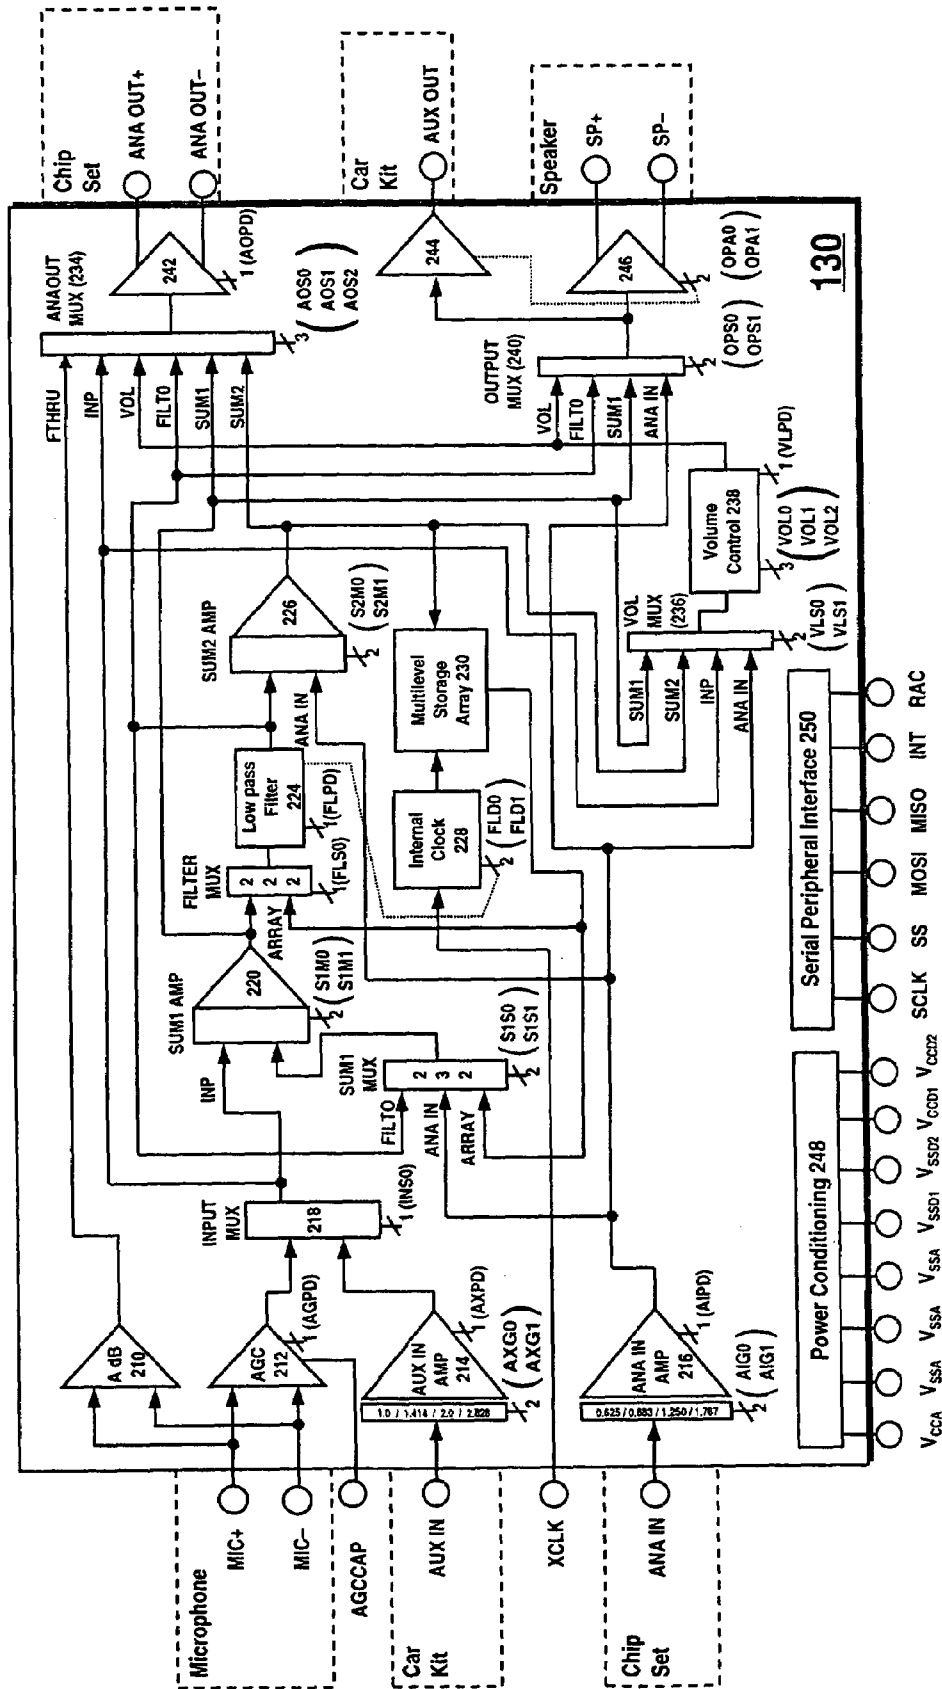 Chip
Set
ANA OUT+
ANA OUT–
Car
Kit
AUX OUT
Speaker
SP+
SP–
130
ANAOUT
MUX (234)
FTHRU
INP
VOL
FILT0
SUM1
SUM2
242
1 (AOPD)
3
AOS0
AOS1
AOS2
244
246
2
OPA0
OPA1
OUTPUT
MUX (240)
VOL
FILT0
SUM1
ANA IN
2
OPS0
OPS1
Volume
Control 238
1 (VLPD)
3
VOL0
VOL1
VOL2
VOL
MUX
(236)
SUM1
SUM2
INP
ANA IN
2
VLS0
VLS1
SUM2 AMP
226
ANA IN
2
S2M0
S2M1
Multilevel
Storage
Array 230
Internal
Clock
228
2
FLD0
FLD1
Low pass
Filter
224
1(FLPD)
FILTER
MUX
2 2 2
1(FLS0)
ARRAY
SUM1 AMP
220
INP
2
S1M0
S1M1
SUM1
MUX
2 3 2
FILTO
ANA IN
ARRAY
2
S1S0
S1S1
INPUT
MUX
218
1 (INS0)
A dB
210
AGC
212
1 (AGPD)
AUX IN
AMP
214
1 (AXPD)
1.0 / 1.414 / 2.0 / 2.828
2
AXG0
AXG1
ANA IN
AMP
216
1 (AIPD)
0.625 / 0.883 / 1.250 / 1.767
2
AIG0
AIG1
Microphone
MIC+
MIC–
AGCCAP
Car
Kit
AUX IN
XCLK
Chip
Set
ANA IN
Power Conditioning 248
VCCA
VSSA
VSSA
VSSA
VSSD1
VSSD2
VCCD1
VCCD2
Serial Peripheral Interface 250
SCLK
SS
MOSI
MISO
INT
RAC